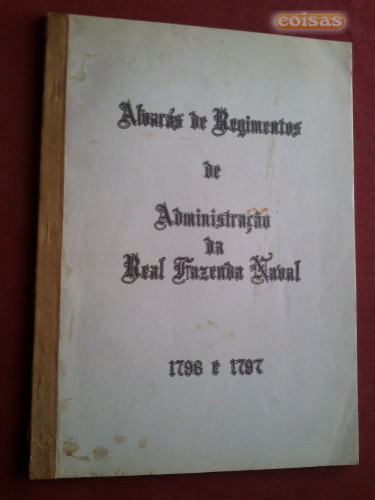 coisas
Alvarás de Regimentos
de
Administração
da
Real Fazenda Naval
1796 e 1797